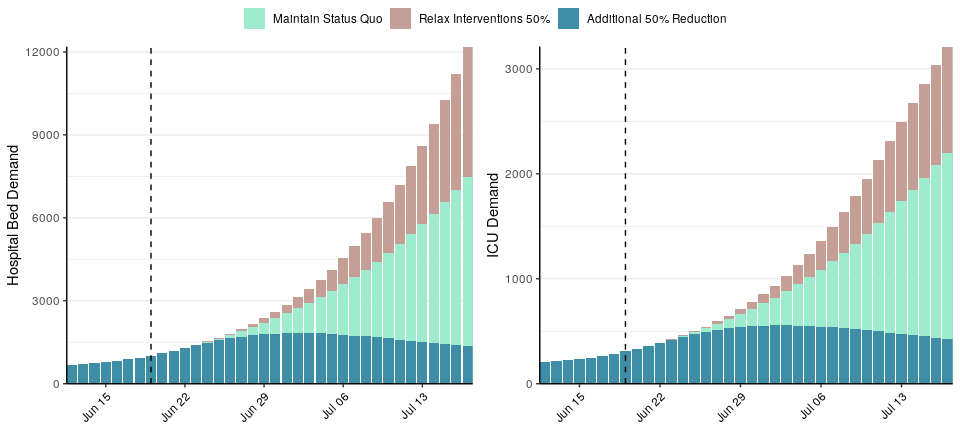 Maintain Status Quo Relax Interventions 50% Additional 50% Reduction
Hospital Bed Demand
12000
9000
6000
3000
0
Jun 15 Jun 22 Jun 29 Jul 06 Jul 13
ICU Demand
3000
2000
1000
0
Jun 15 Jun 22 Jun 29 Jul 06 Jul 13